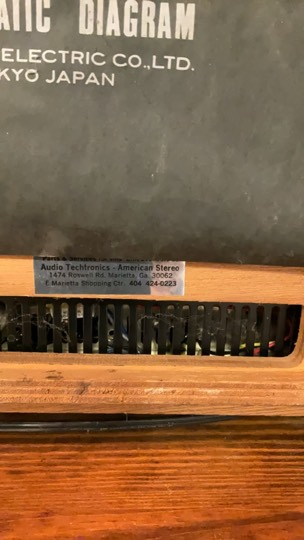 ATIC DIAGRAM
ELECTRIC CO.,LTD.
KYO JAPAN
Parts &
Audio Techtronics - American Stereo
1474 Roswell Rd. Marietta, Ga. 30062
E. Marietta Shopping Ctr. 404 424-0223